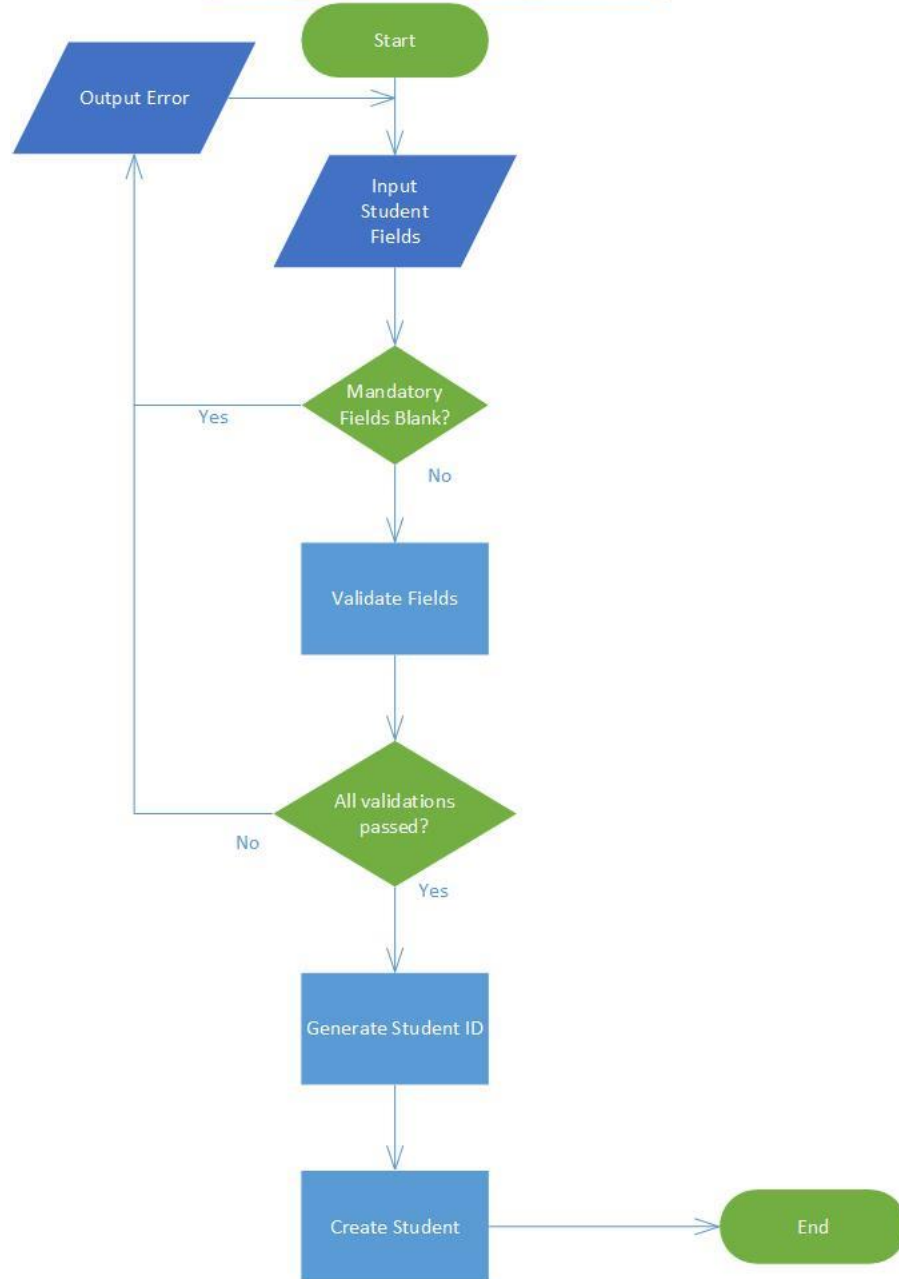 Start
Output Error
Input
Student
Fields
Mandatory
Fields Blank?
Yes
No
Validate Fields
All validations
passed?
No
Yes
Generate Student ID
Create Student
End